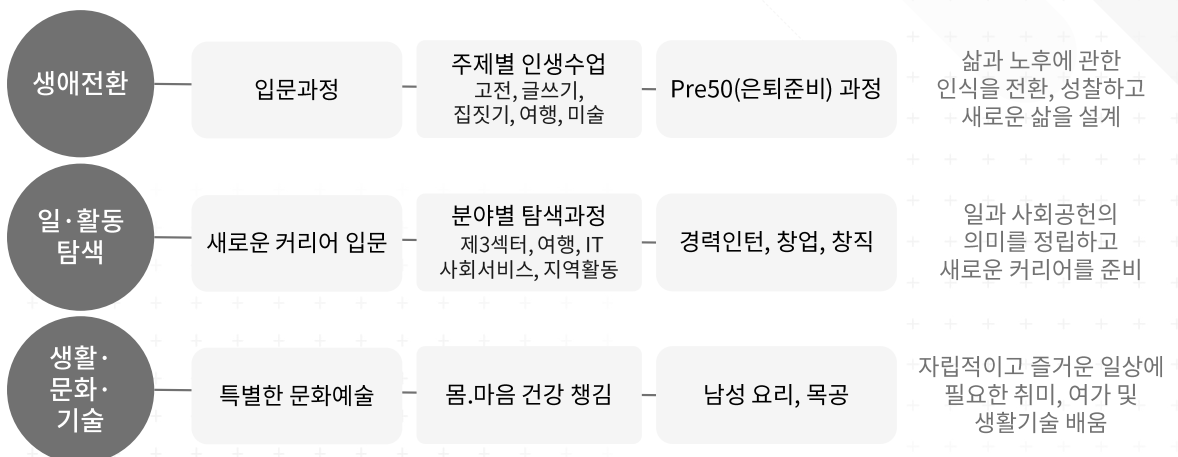 생애전환
입문과정
주제별 인생수업
고전, 글쓰기,
집짓기, 여행, 미술
Pre50(은퇴준비) 과정
삶과 노후에 관한
인식을 전환, 성찰하고
새로운 삶을 설계
일·활동
탐색
새로운 커리어 입문
분야별 탐색과정
제3섹터, 여행, IT
사회서비스, 지역활동
경력인턴, 창업, 창직
일과 사회공헌의
의미를 정립하고
새로운 커리어를 준비
생활·
문화·
기술
특별한 문화예술
몸.마음 건강 챙김
남성 요리, 목공
자립적이고 즐거운 일상에
필요한 취미, 여가 및
생활기술 배움